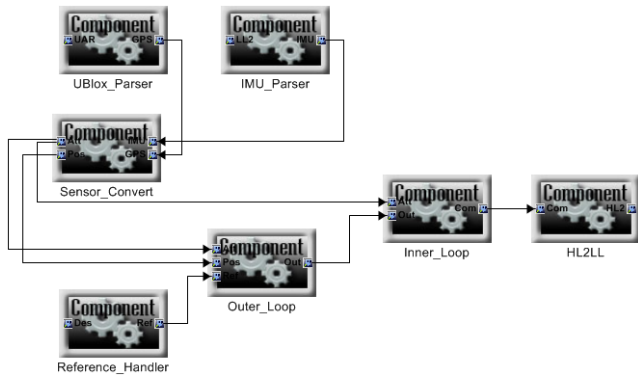 Component
UAR GPS
UBlox_Parser
Component
LL2 IMU
IMU_Parser
Component
Att IMU
Pos GPS
Sensor_Convert
Component
Att
Pos Out
Ref
Outer_Loop
Component
Des Ref
Reference_Handler
Component
Att Com
Out
Inner_Loop
Component
Com HL2
HL2LL